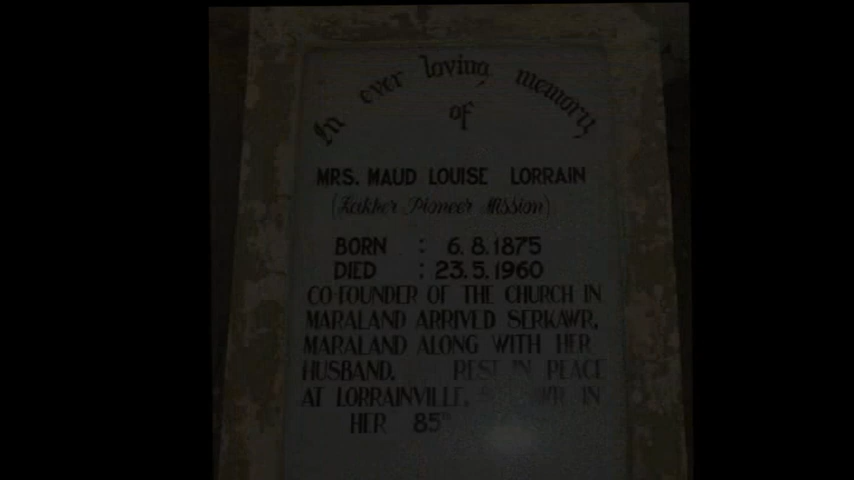 In ever loving memory
of
MRS. MAUD LOUISE LORRAIN
(Lakher Pioneer Mission)
BORN : 6.8.1875
DIED : 23.5.1960
CO-FOUNDER OF THE CHURCH IN
MARALAND ARRIVED SERKAWR,
MARALAND ALONG WITH HER
HUSBAND. REST IN PEACE
AT LORRAINVILLE, IN
HER 85TH